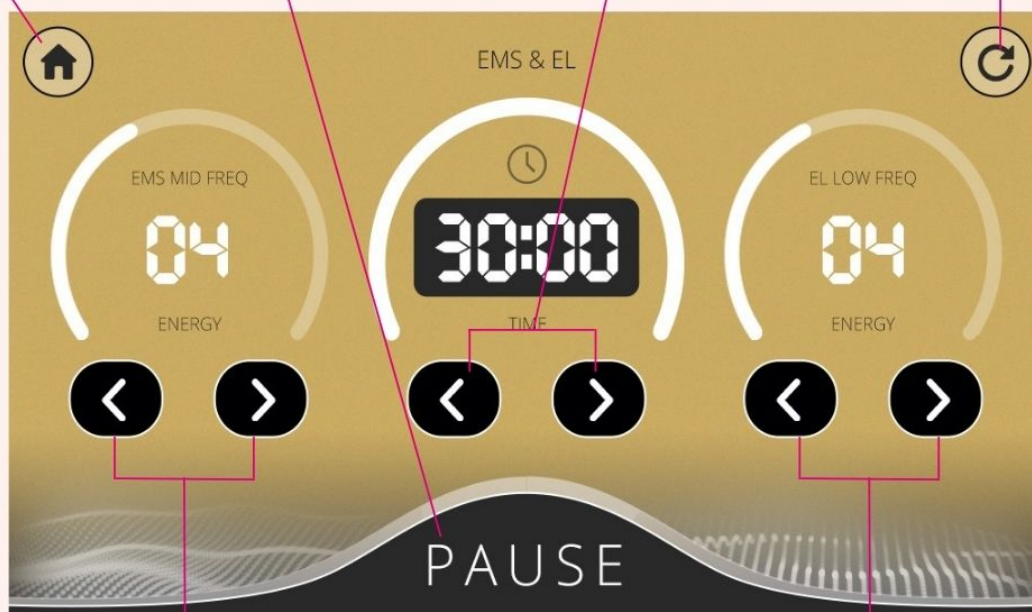 EMS & EL
EMS MID FREQ
04
ENERGY
30:00
TIME
EL LOW FREQ
04
ENERGY
PAUSE